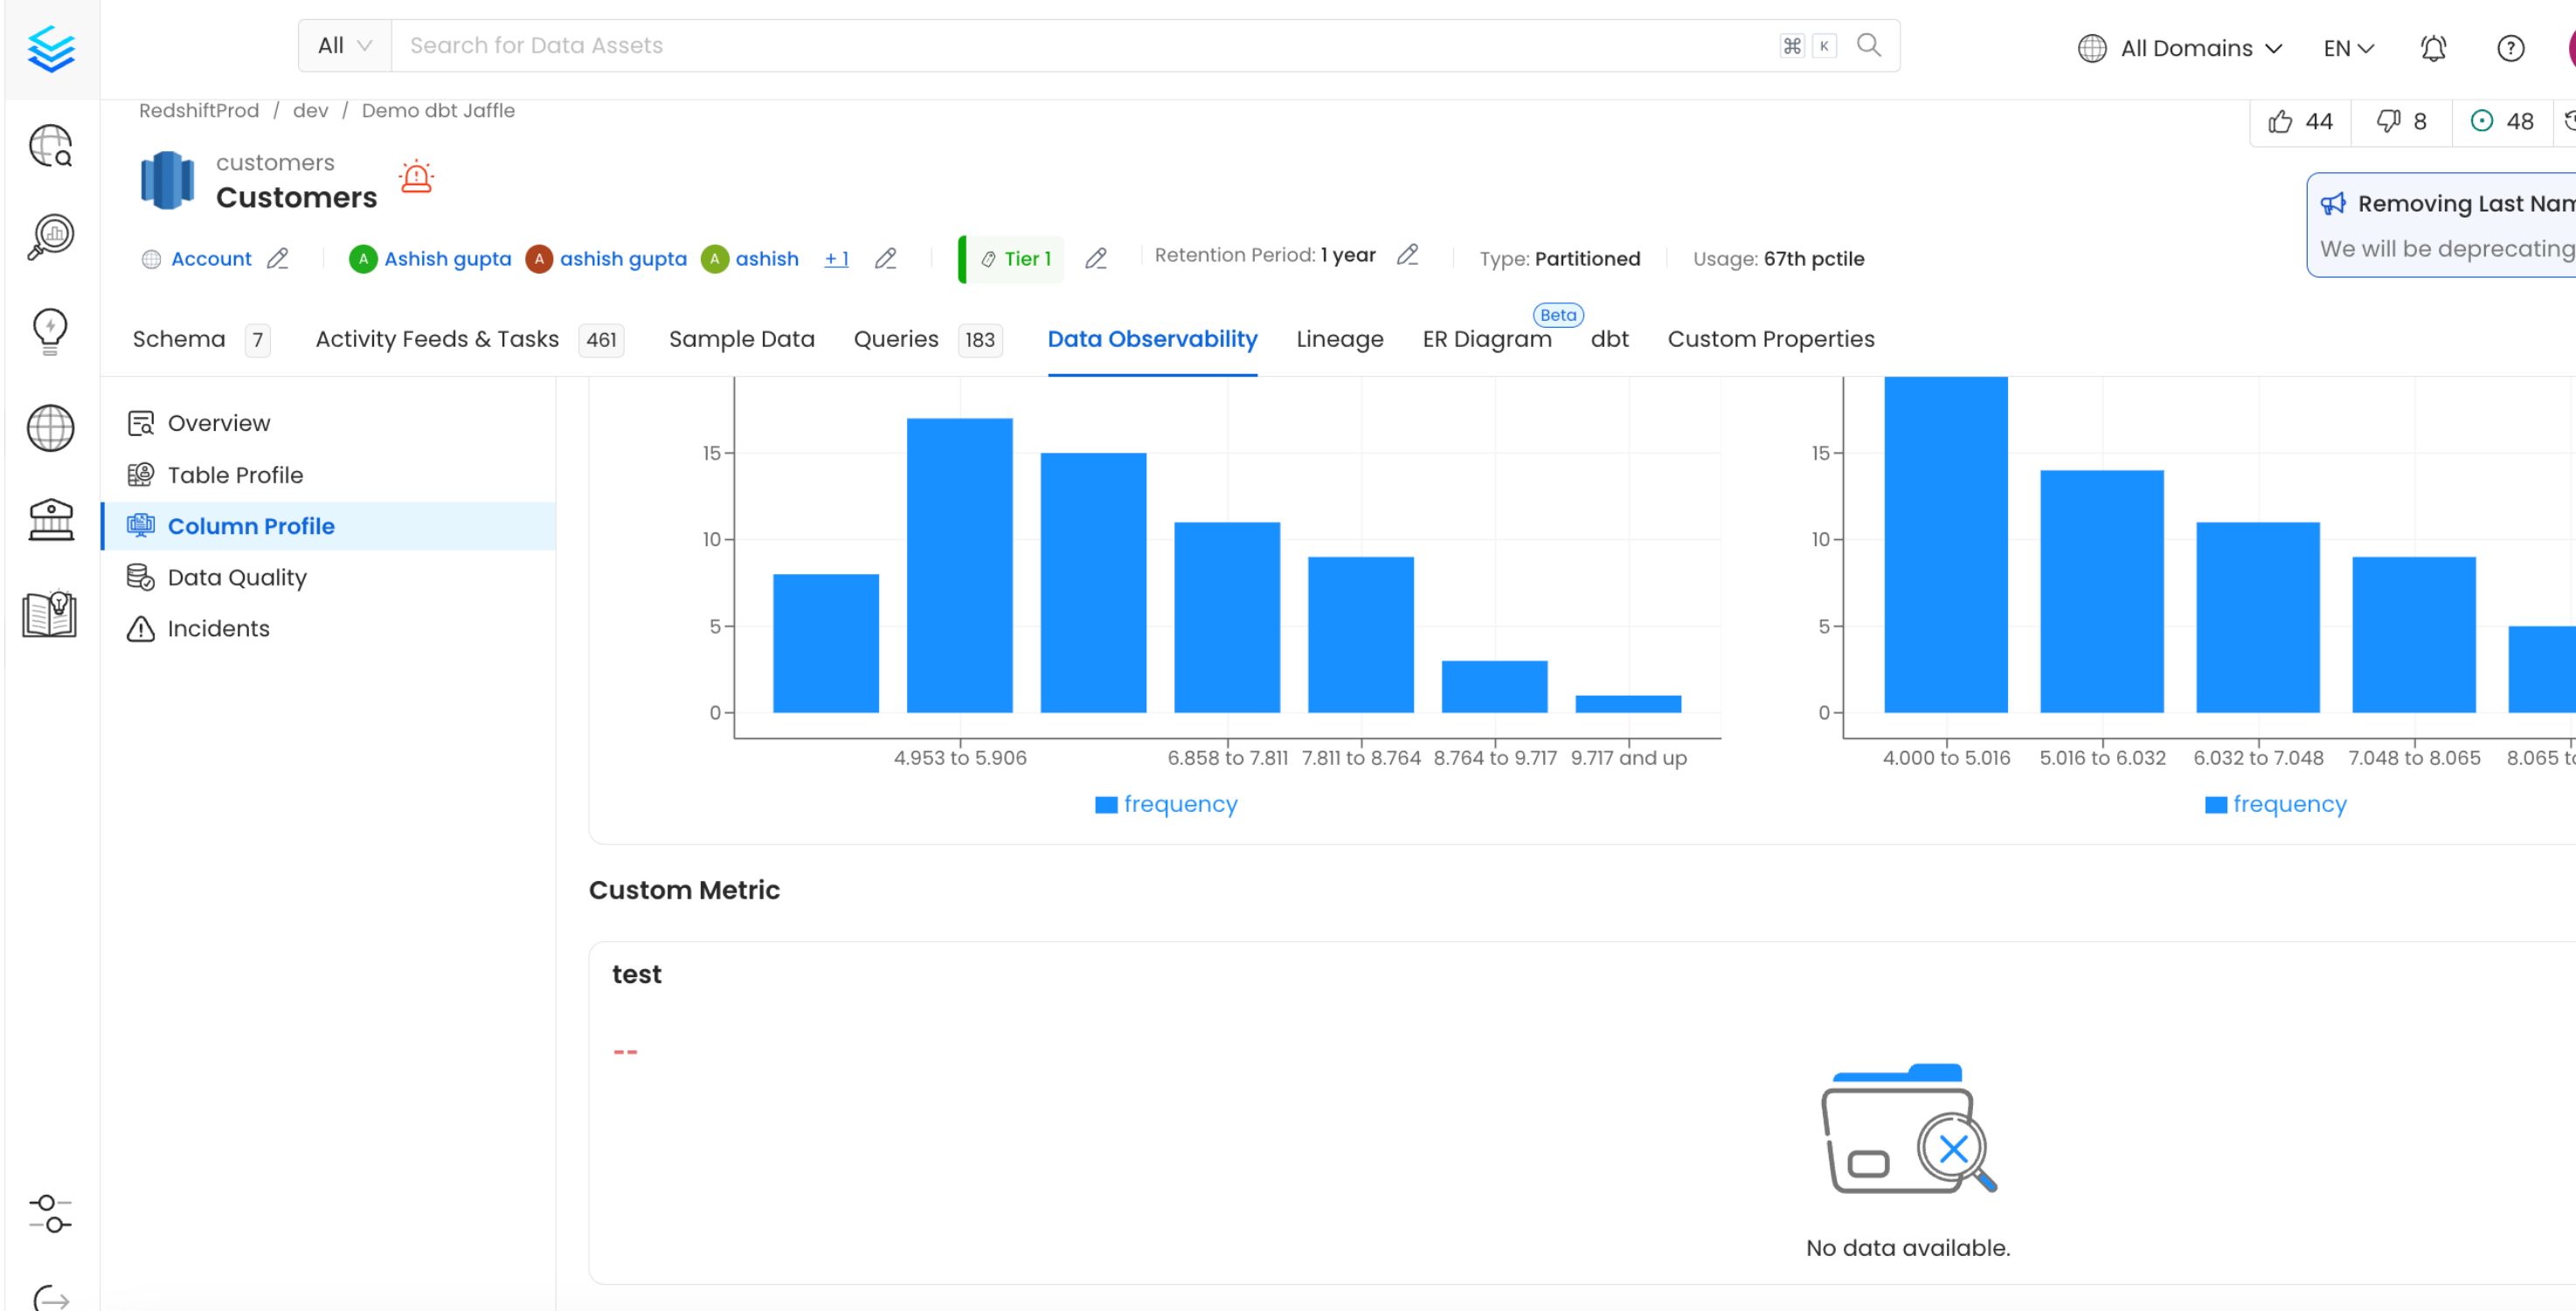 All
Search for Data Assets
⌘ K
All Domains
EN
RedshiftProd / dev / Demo dbt Jaffle
44
8
48
customers
Customers
Removing Last Nam
We will be deprecating
Account
A Ashish gupta A ashish gupta A ashish + 1
Tier 1
Retention Period: 1 year
Type: Partitioned
Usage: 67th pctile
Schema 7
Activity Feeds & Tasks 461
Sample Data
Queries 183
Data Observability
Lineage
ER Diagram
Beta
dbt
Custom Properties
Overview
Table Profile
Column Profile
Data Quality
Incidents
15
10
5
0
4.953 to 5.906 6.858 to 7.811 7.811 to 8.764 8.764 to 9.717 9.717 and up
frequency
15
10
5
0
4.000 to 5.016 5.016 to 6.032 6.032 to 7.048 7.048 to 8.065 8.065 to
frequency
Custom Metric
test
--
No data available.